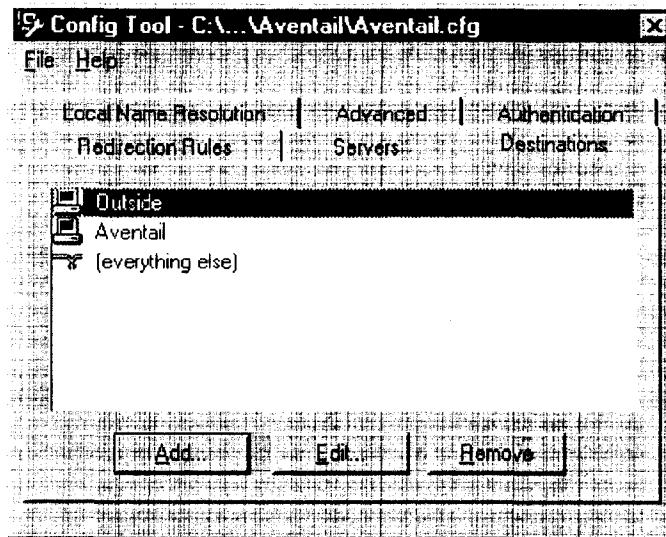 Config Tool - C:\...\Aventail\Aventail.cfg
File Help
Local Name Resolution Advanced Authentication
Redirection Rules Servers Destinations
Outside
Aventail
(everything else)
Add... Edit... Remove